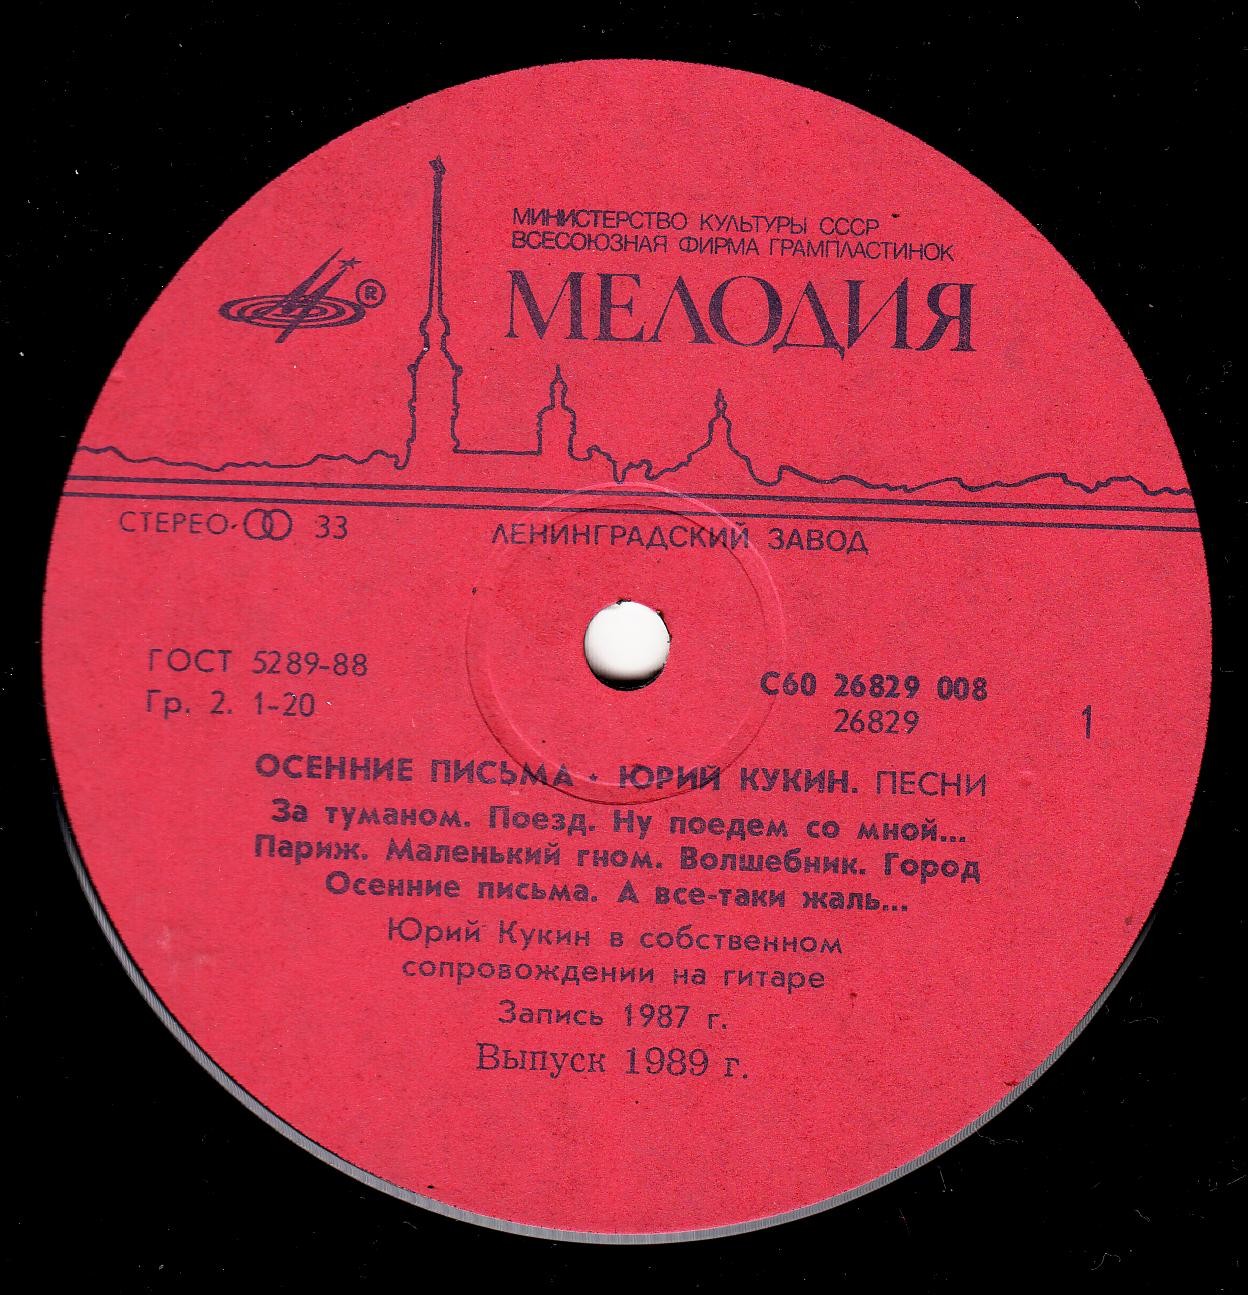 МИНИСТЕРСТВО КУЛЬТУРЫ СССР
ВСЕСОЮЗНАЯ ФИРМА ГРАМПЛАСТИНОК
МЕЛОДИЯ
®
СТЕРЕО 33
ЛЕНИНГРАДСКИЙ ЗАВОД
ГОСТ 5289-88
Гр. 2. 1-20
С60 26829 008
26829
1
ОСЕННИЕ ПИСЬМА • ЮРИЙ КУКИН. ПЕСНИ
За туманом. Поезд. Ну поедем со мной...
Париж. Маленький гном. Волшебник. Город
Осенние письма. А все-таки жаль...
Юрий Кукин в собственном
сопровождении на гитаре
Запись 1987 г.
Выпуск 1989 г.